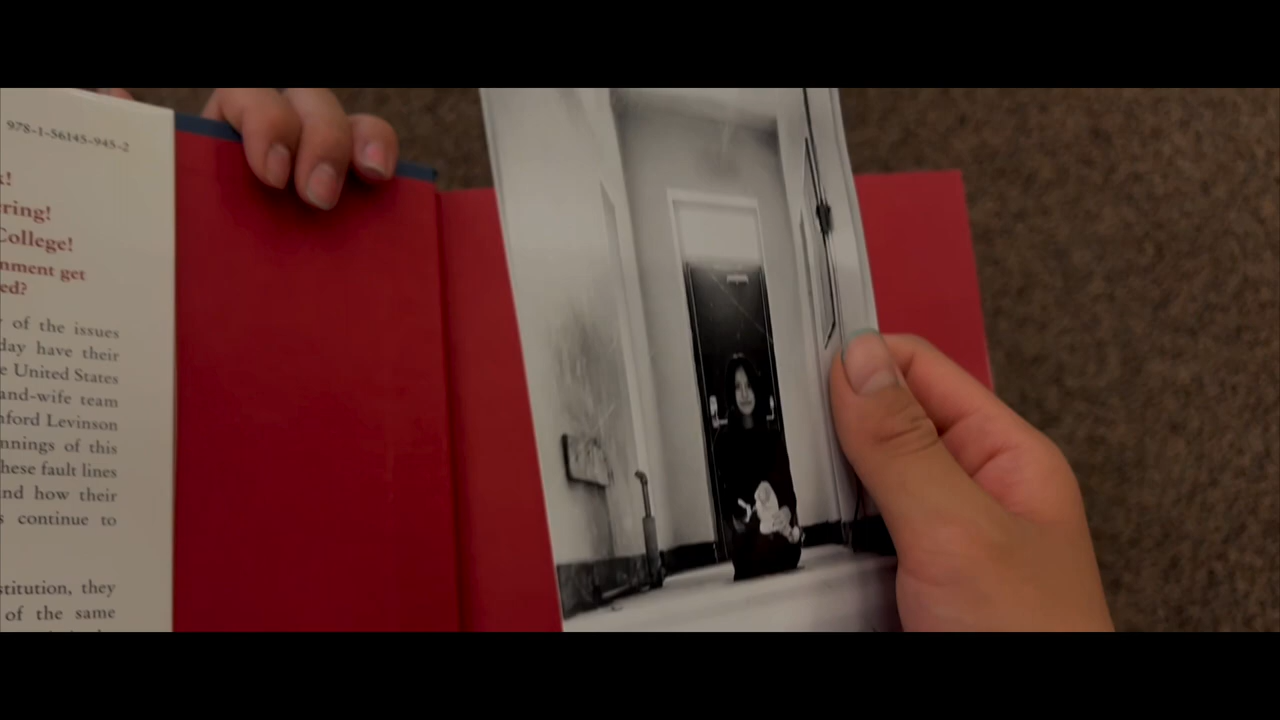 978-1-56145-945-2
k!
rring!
College!
nment get
ed?
of the issues
day have their
e United States
and-wife team
nford Levinson
nnings of this
hese fault lines
nd how their
s continue to
stitution, they
of the same